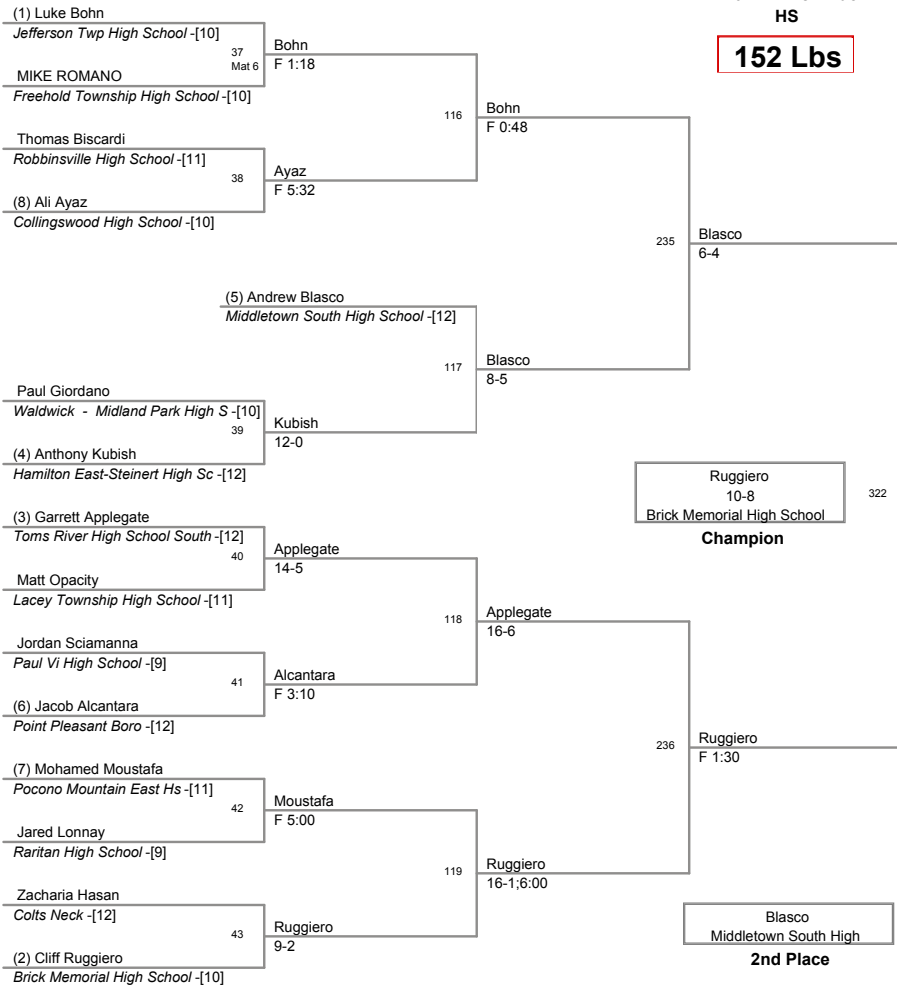 HS
152 Lbs
(1) Luke Bohn
Jefferson Twp High School -[10]
37
Mat 6
Bohn
F 1:18
MIKE ROMANO
Freehold Township High School -[10]
116
Bohn
F 0:48
Thomas Biscardi
Robbinsville High School -[11]
38
Ayaz
F 5:32
(8) Ali Ayaz
Collingswood High School -[10]
235
Blasco
6-4
(5) Andrew Blasco
Middletown South High School -[12]
117
Blasco
8-5
Paul Giordano
Waldwick - Midland Park High S -[10]
39
Kubish
12-0
(4) Anthony Kubish
Hamilton East-Steinert High Sc -[12]
Ruggiero
10-8
Brick Memorial High School
322
Champion
(3) Garrett Applegate
Toms River High School South -[12]
40
Applegate
14-5
Matt Opacity
Lacey Township High School -[11]
118
Applegate
16-6
Jordan Sciamanna
Paul Vi High School -[9]
41
Alcantara
F 3:10
(6) Jacob Alcantara
Point Pleasant Boro -[12]
236
Ruggiero
F 1:30
(7) Mohamed Moustafa
Pocono Mountain East Hs -[11]
42
Moustafa
F 5:00
Jared Lonnay
Raritan High School -[9]
119
Ruggiero
16-1;6:00
Zacharia Hasan
Colts Neck -[12]
43
Ruggiero
9-2
(2) Cliff Ruggiero
Brick Memorial High School -[10]
Blasco
Middletown South High
2nd Place